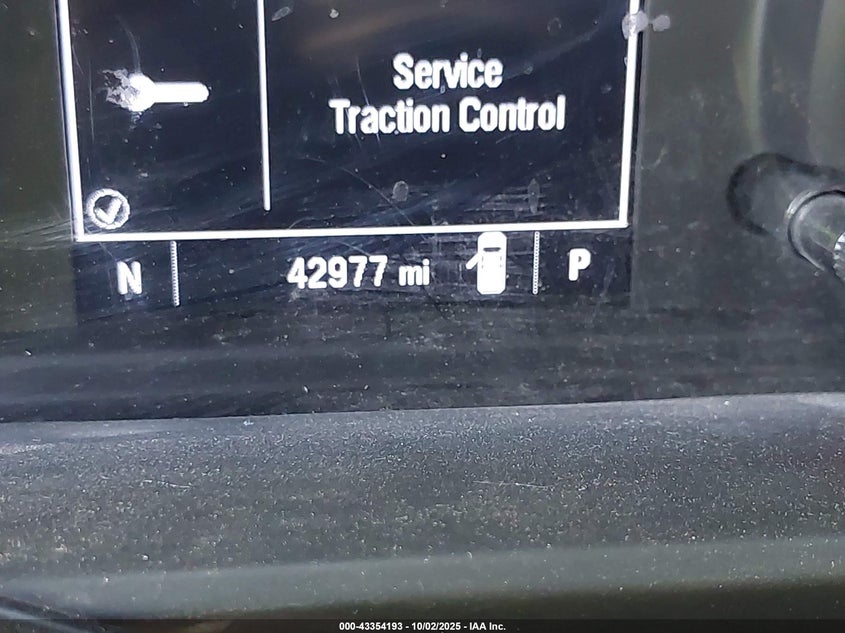 Service
Traction Control
N 42977 mi P
000-43354193 - 10/02/2025 - IAA Inc.